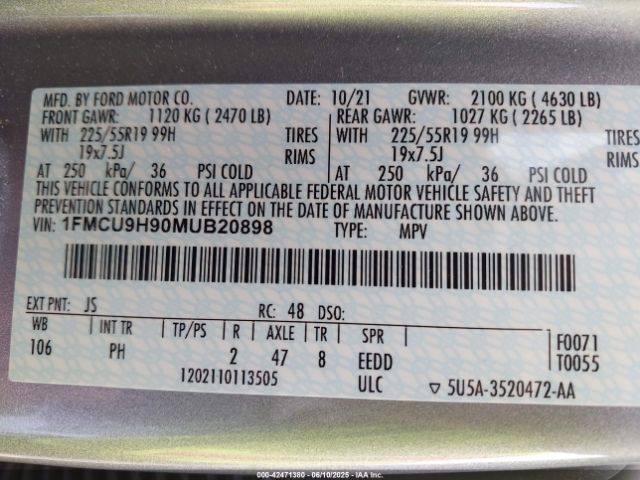 MFD. BY FORD MOTOR CO. DATE: 10/21 GVWR: 2100 KG ( 4630 LB)
FRONT GAWR: 1120 KG ( 2470 LB) REAR GAWR: 1027 KG ( 2265 LB)
WITH 225/55R19 99H TIRES WITH 225/55R19 99H TIRES
19x7.5J RIMS 19x7.5J RIMS
AT 250 kPa/ 36 PSI COLD AT 250 kPa/ 36 PSI COLD
THIS VEHICLE CONFORMS TO ALL APPLICABLE FEDERAL MOTOR VEHICLE SAFETY AND THEFT
PREVENTION STANDARDS IN EFFECT ON THE DATE OF MANUFACTURE SHOWN ABOVE.
VIN: 1FMCU9H90MUB20898 TYPE: MPV
EXT PNT: JS RC: 48 DSO:
WB INT TR TP/PS R AXLE TR SPR F0071
106 PH 2 47 8 EEDD T0055
1202110113505 ULC ▽ 5U5A-3520472-AA
000-42471380 - 06/10/2025 - IAA Inc.